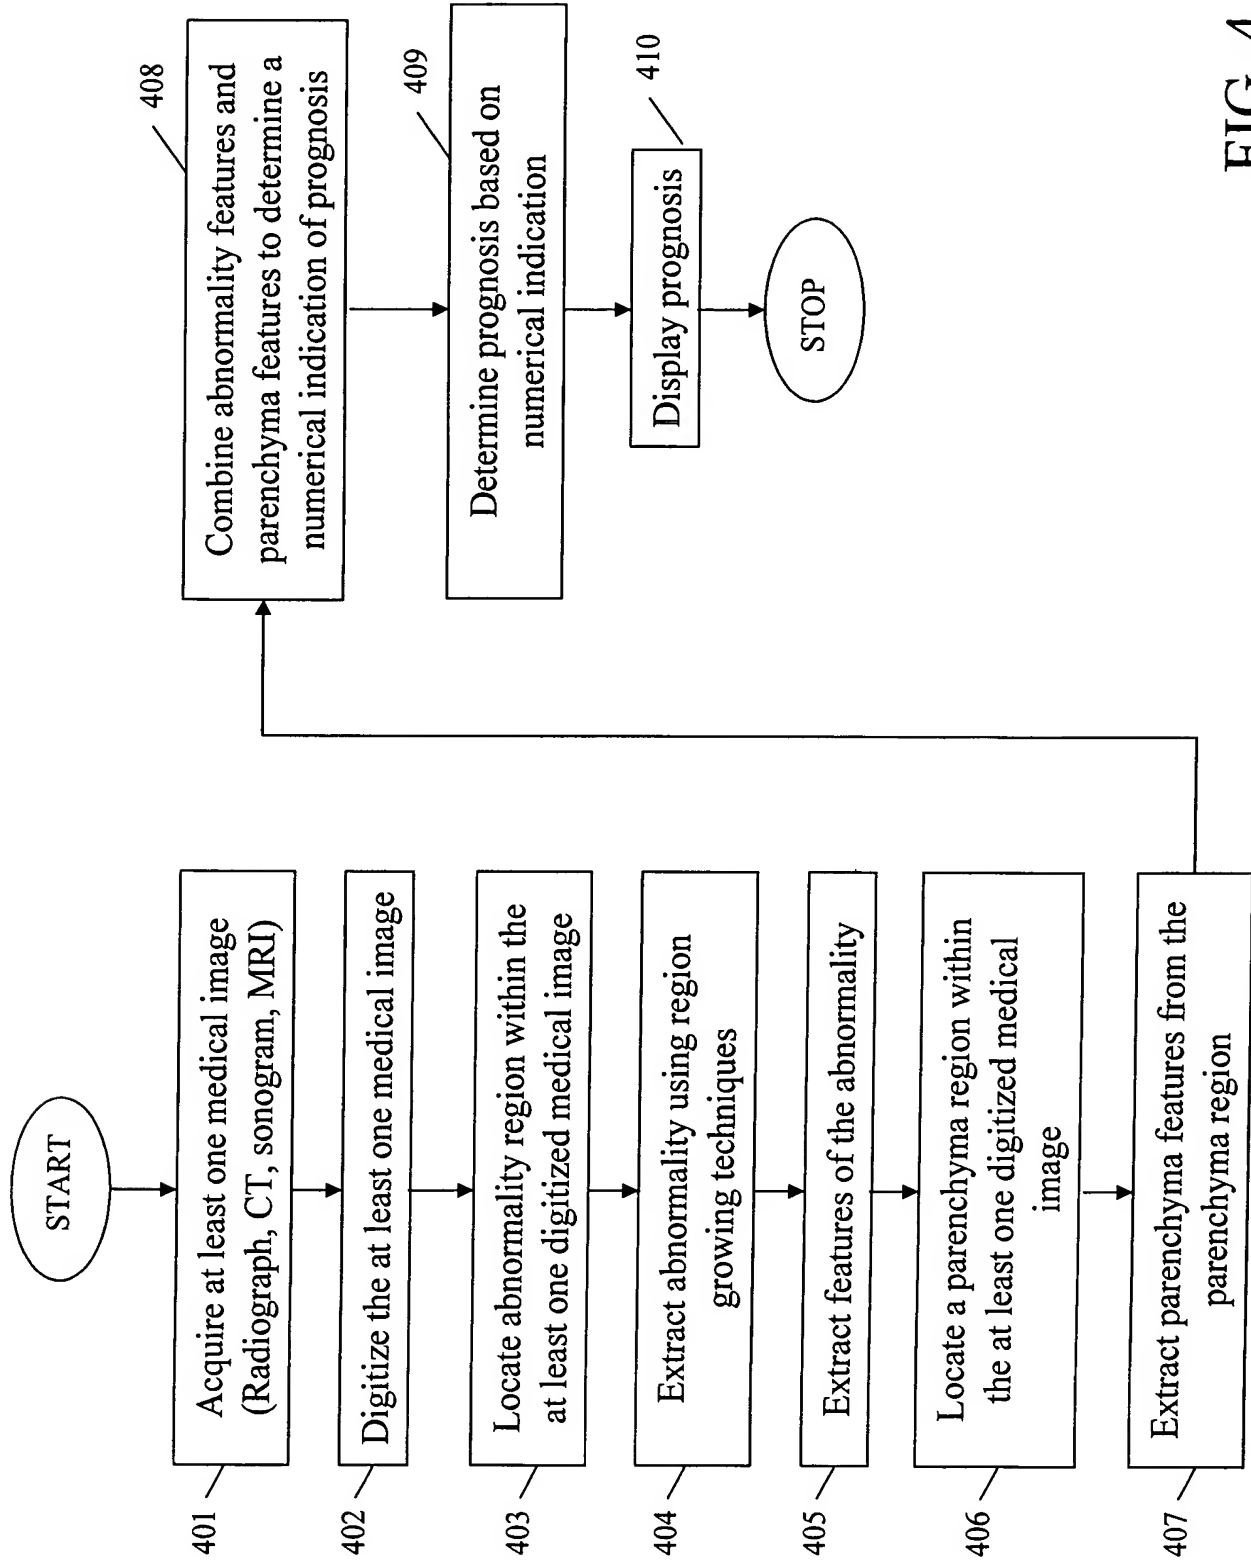 START
401
Acquire at least one medical image
(Radiograph, CT, sonogram, MRI)
402
Digitize the at least one medical image
403
Locate abnormality region within the
at least one digitized medical image
404
Extract abnormality using region
growing techniques
405
Extract features of the abnormality
406
Locate a parenchyma region within
the at least one digitized medical
image
407
Extract parenchyma features from the
parenchyma region
408
Combine abnormality features and
parenchyma features to determine a
numerical indication of prognosis
409
Determine prognosis based on
numerical indication
410
Display prognosis
STOP
FIG 4